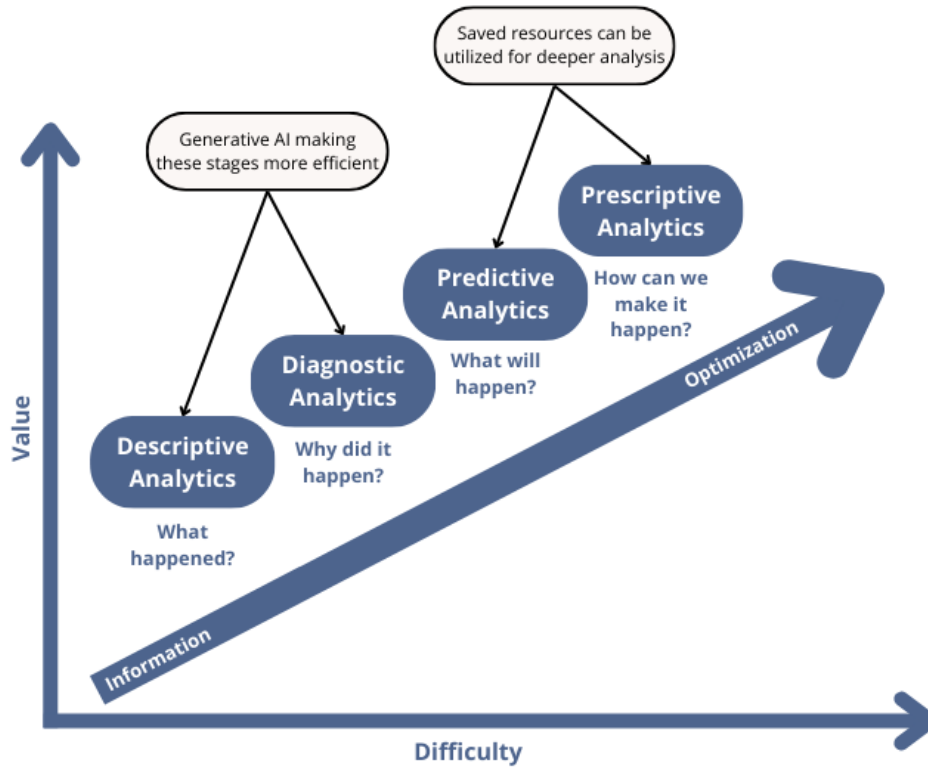 Saved resources can be
utilized for deeper analysis
Generative AI making
these stages more efficient
Prescriptive
Analytics
How can we
make it
happen?
Predictive
Analytics
What will
happen?
Diagnostic
Analytics
Why did it
happen?
Descriptive
Analytics
What
happened?
Value
Optimization
Information
Difficulty